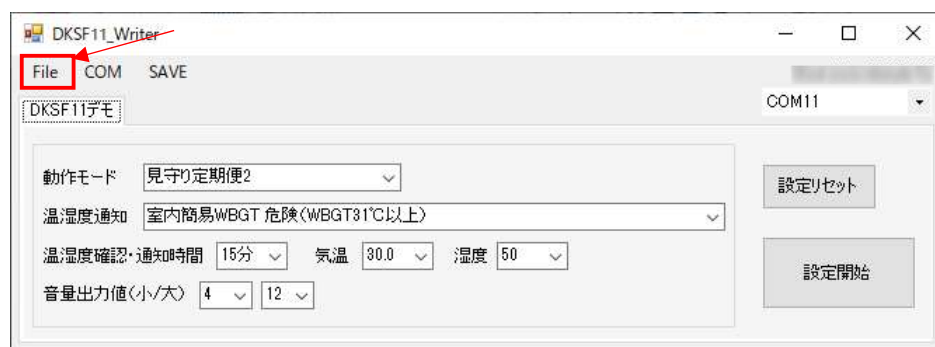 DKSF11_Writer
File COM SAVE
COM11
DKSF11デモ
動作モード 見守り定期便2
設定リセット
温湿度通知 室内簡易WBGT 危険(WBGT31℃以上)
温湿度確認・通知時間 15分 気温 30.0 湿度 50
設定開始
音量出力値(小/大) 4 12